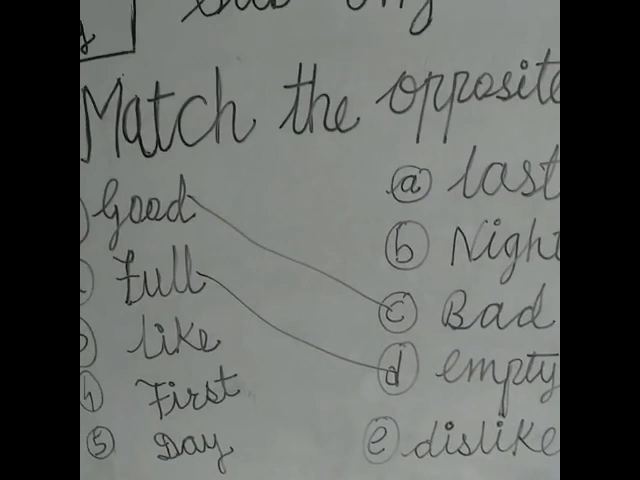 Match the opposite
Good
(a) last
Full
(b) Night
like
(c) Bad
(4) First
(d) empty
(5) Day
(e) dislike